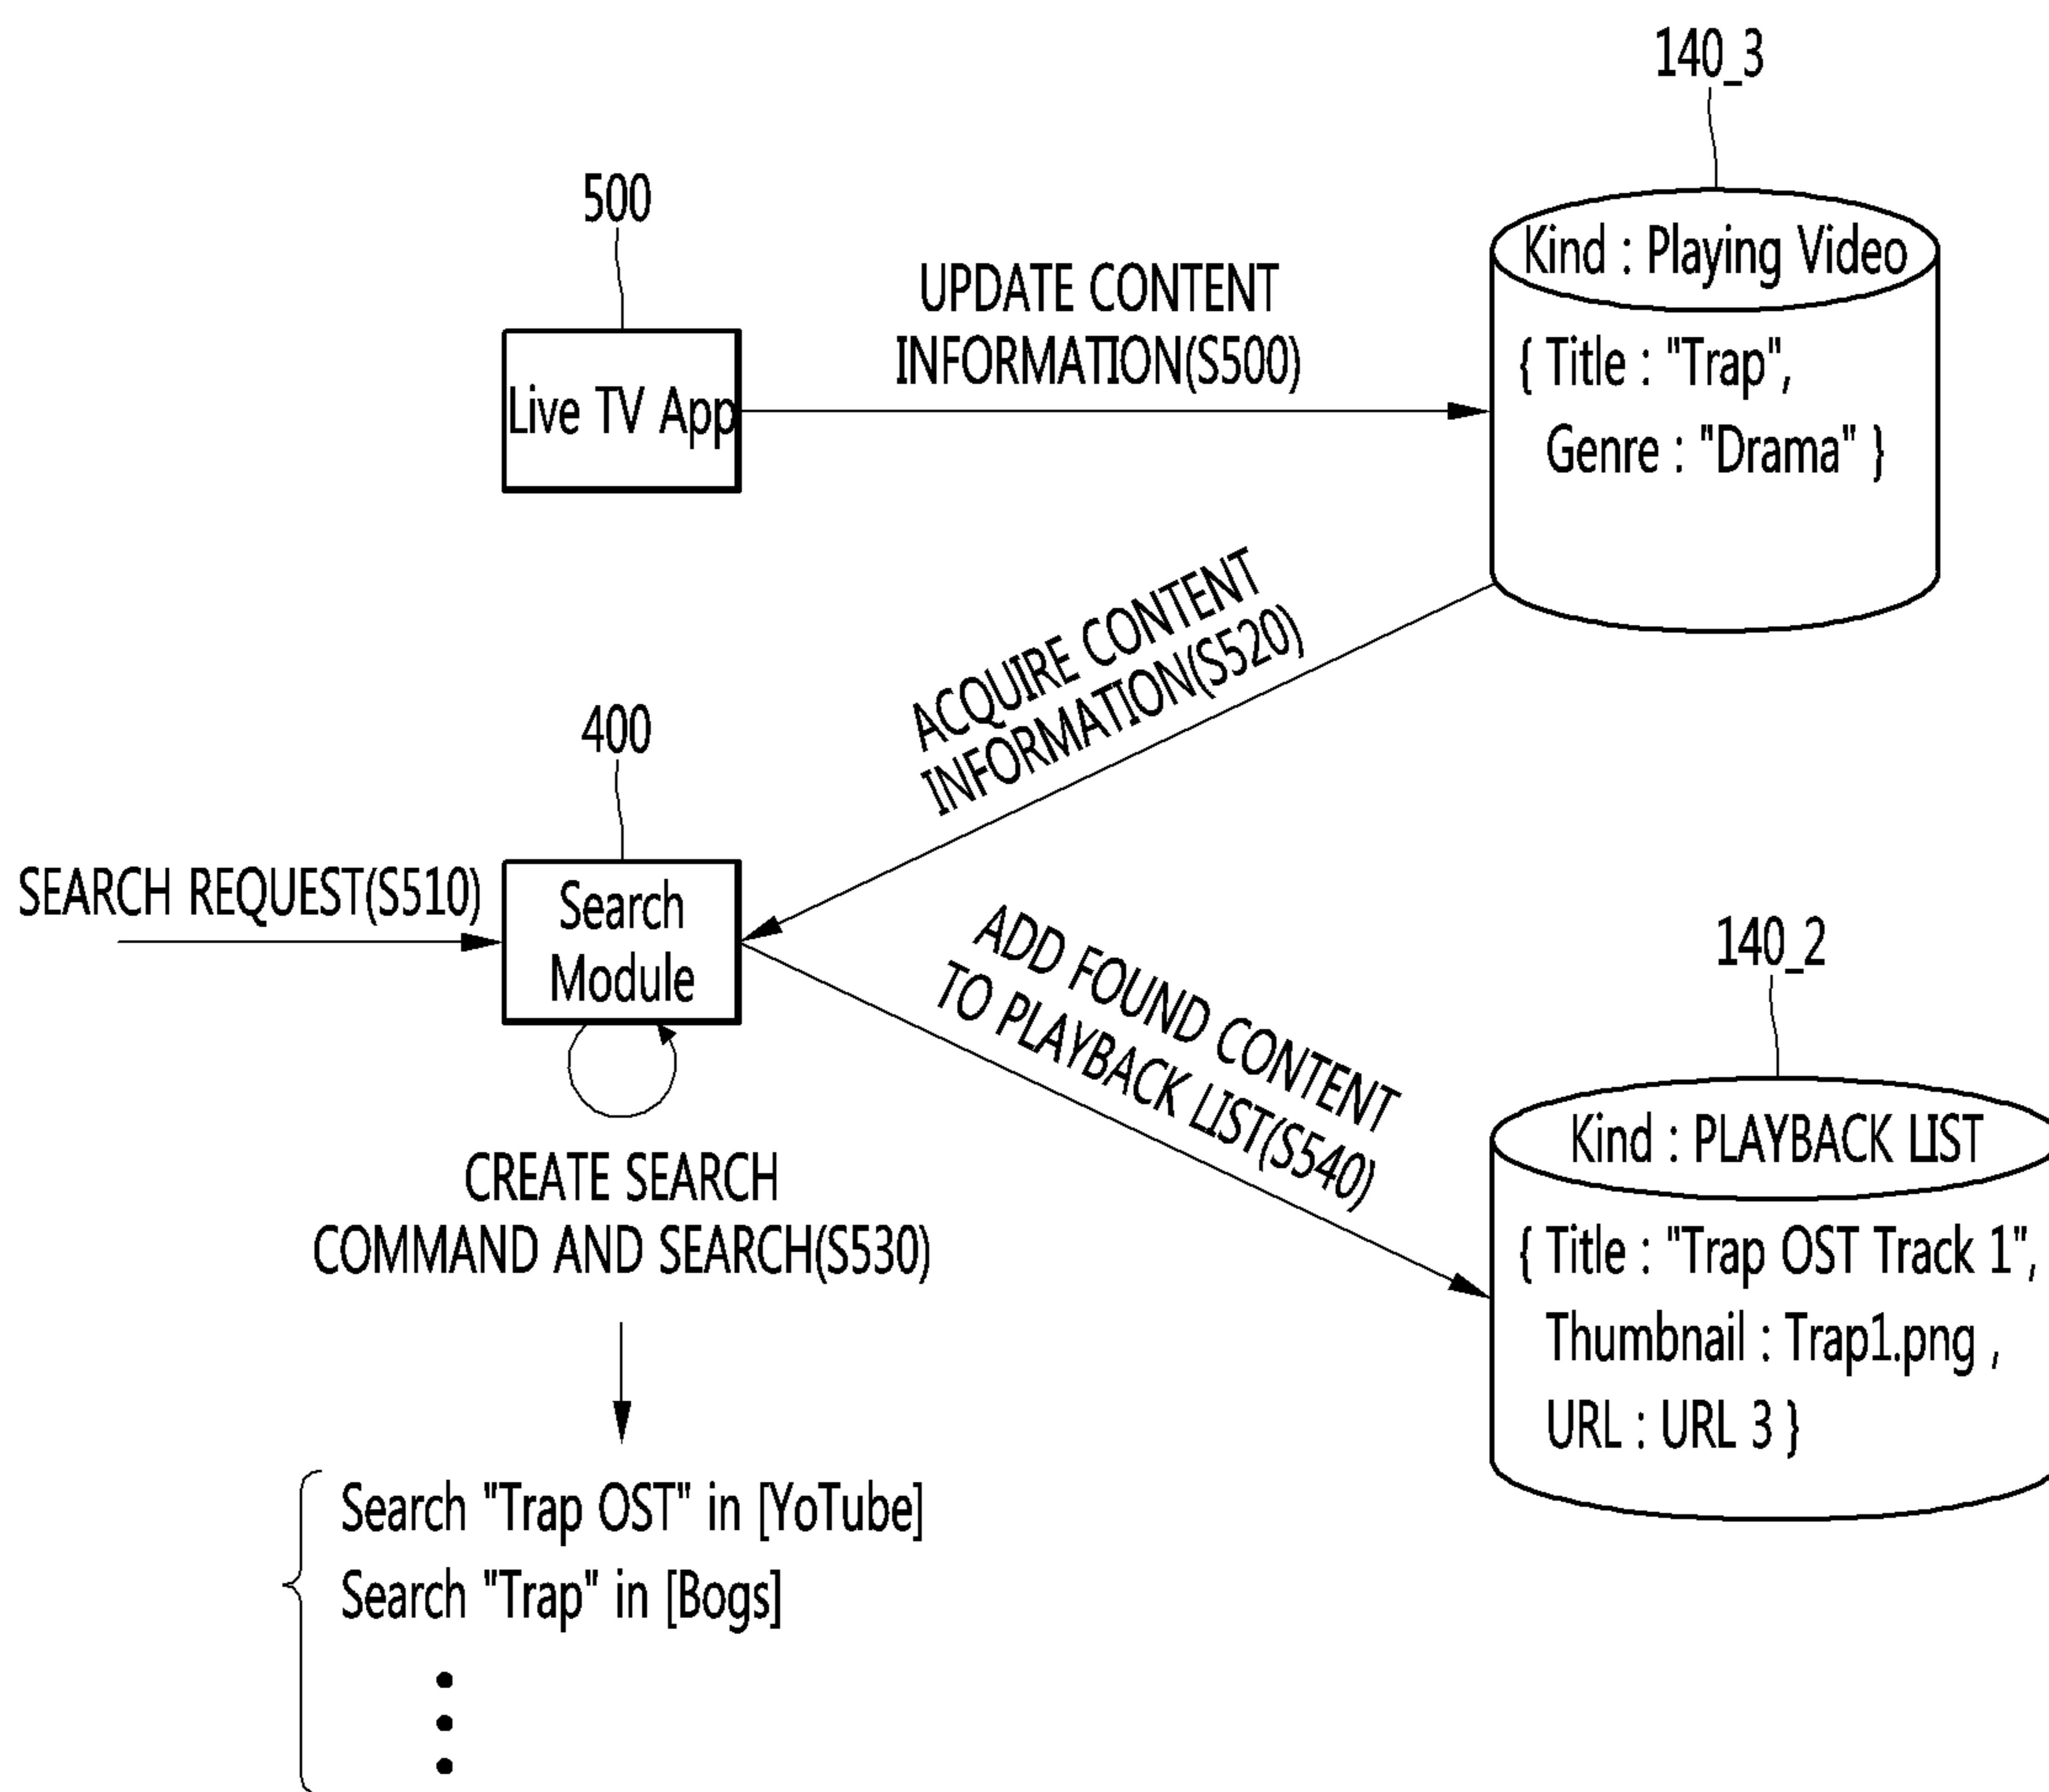 140_3
500
Kind : Playing Video
UPDATE CONTENT
INFORMATION(S500)
{ Title : "Trap",
Genre : "Drama" }
Live TV App
ACQUIRE CONTENT
INFORMATION(S520)
400
SEARCH REQUEST(S510)
Search
Module
ADD FOUND CONTENT
TO PLAYBACK LIST(S540)
140_2
Kind : PLAYBACK LIST
{ Title : "Trap OST Track 1",
Thumbnail : Trap1.png ,
URL : URL 3 }
CREATE SEARCH
COMMAND AND SEARCH(S530)
Search "Trap OST" in [YoTube]
Search "Trap" in [Bogs]